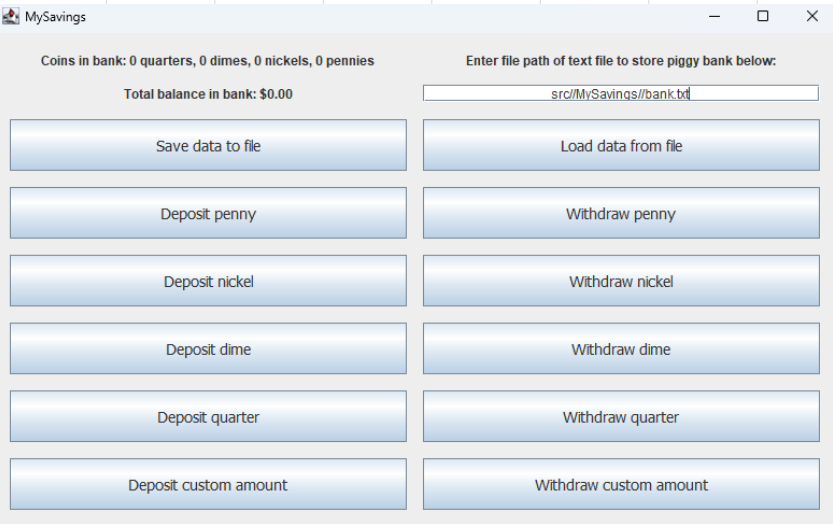 MySavings
Coins in bank: 0 quarters, 0 dimes, 0 nickels, 0 pennies
Enter file path of text file to store piggy bank below:
Total balance in bank: $0.00
src//MySavings//bank.txt
Save data to file
Load data from file
Deposit penny
Withdraw penny
Deposit nickel
Withdraw nickel
Deposit dime
Withdraw dime
Deposit quarter
Withdraw quarter
Deposit custom amount
Withdraw custom amount